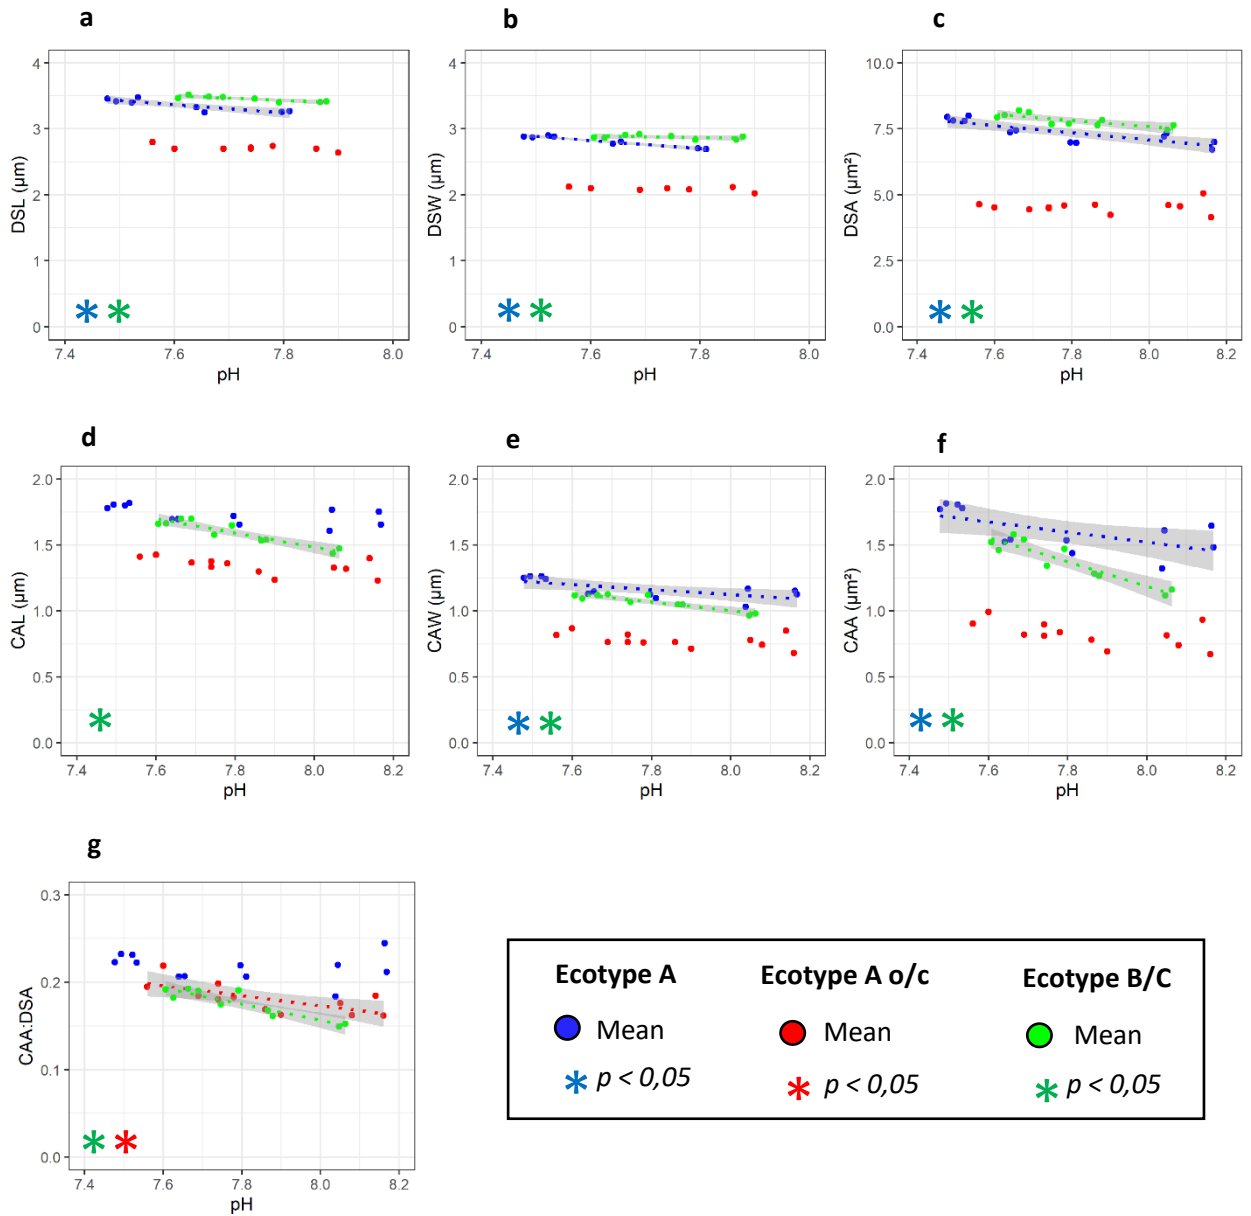 a
b
c
4
3
2
1
0
DSL (µm)
7.4
7.6
7.8
8.0
pH
4
3
2
1
0
DSW (µm)
7.4
7.6
7.8
8.0
pH
10.0
7.5
5.0
2.5
0.0
DSA (µm²)
7.4
7.6
7.8
8.0
8.2
pH
d
e
f
2.0
1.5
1.0
0.5
0.0
CAL (µm)
7.4
7.6
7.8
8.0
8.2
pH
2.0
1.5
1.0
0.5
0.0
CAW (µm)
7.4
7.6
7.8
8.0
8.2
pH
2.0
1.5
1.0
0.5
0.0
CAA (µm²)
7.4
7.6
7.8
8.0
8.2
pH
g
0.3
0.2
0.1
0.0
CAA:DSA
7.4
7.6
7.8
8.0
8.2
pH
Ecotype A Ecotype A o/c Ecotype B/C
Mean Mean Mean
* p < 0,05 * p < 0,05 * p < 0,05